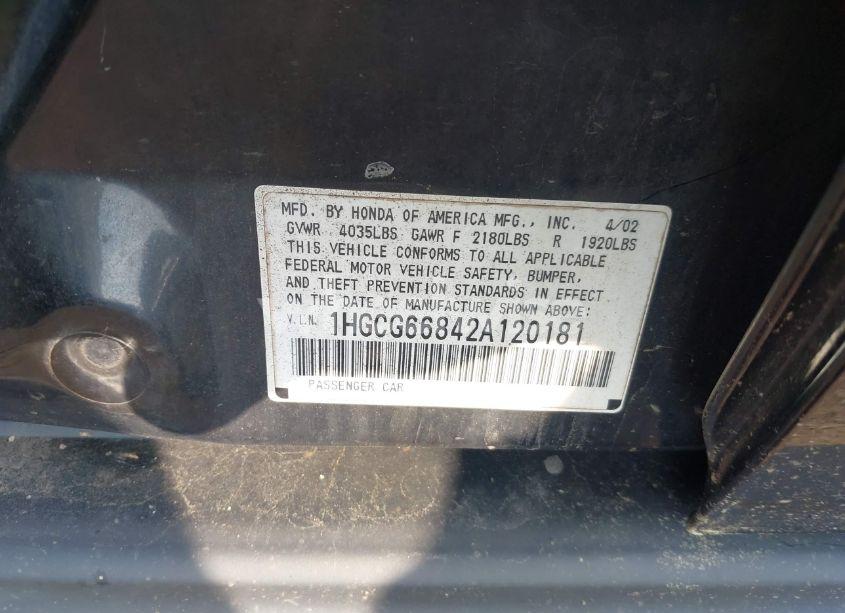 MFD. BY HONDA OF AMERICA MFG., INC. 4/02
GVWR 4035LBS GAWR F 2180LBS R 1920LBS
THIS VEHICLE CONFORMS TO ALL APPLICABLE
FEDERAL MOTOR VEHICLE SAFETY, BUMPER,
AND THEFT PREVENTION STANDARDS IN EFFECT
ON THE DATE OF MANUFACTURE SHOWN ABOVE:
V.I.N. 1HGCG66842A120181
PASSENGER CAR